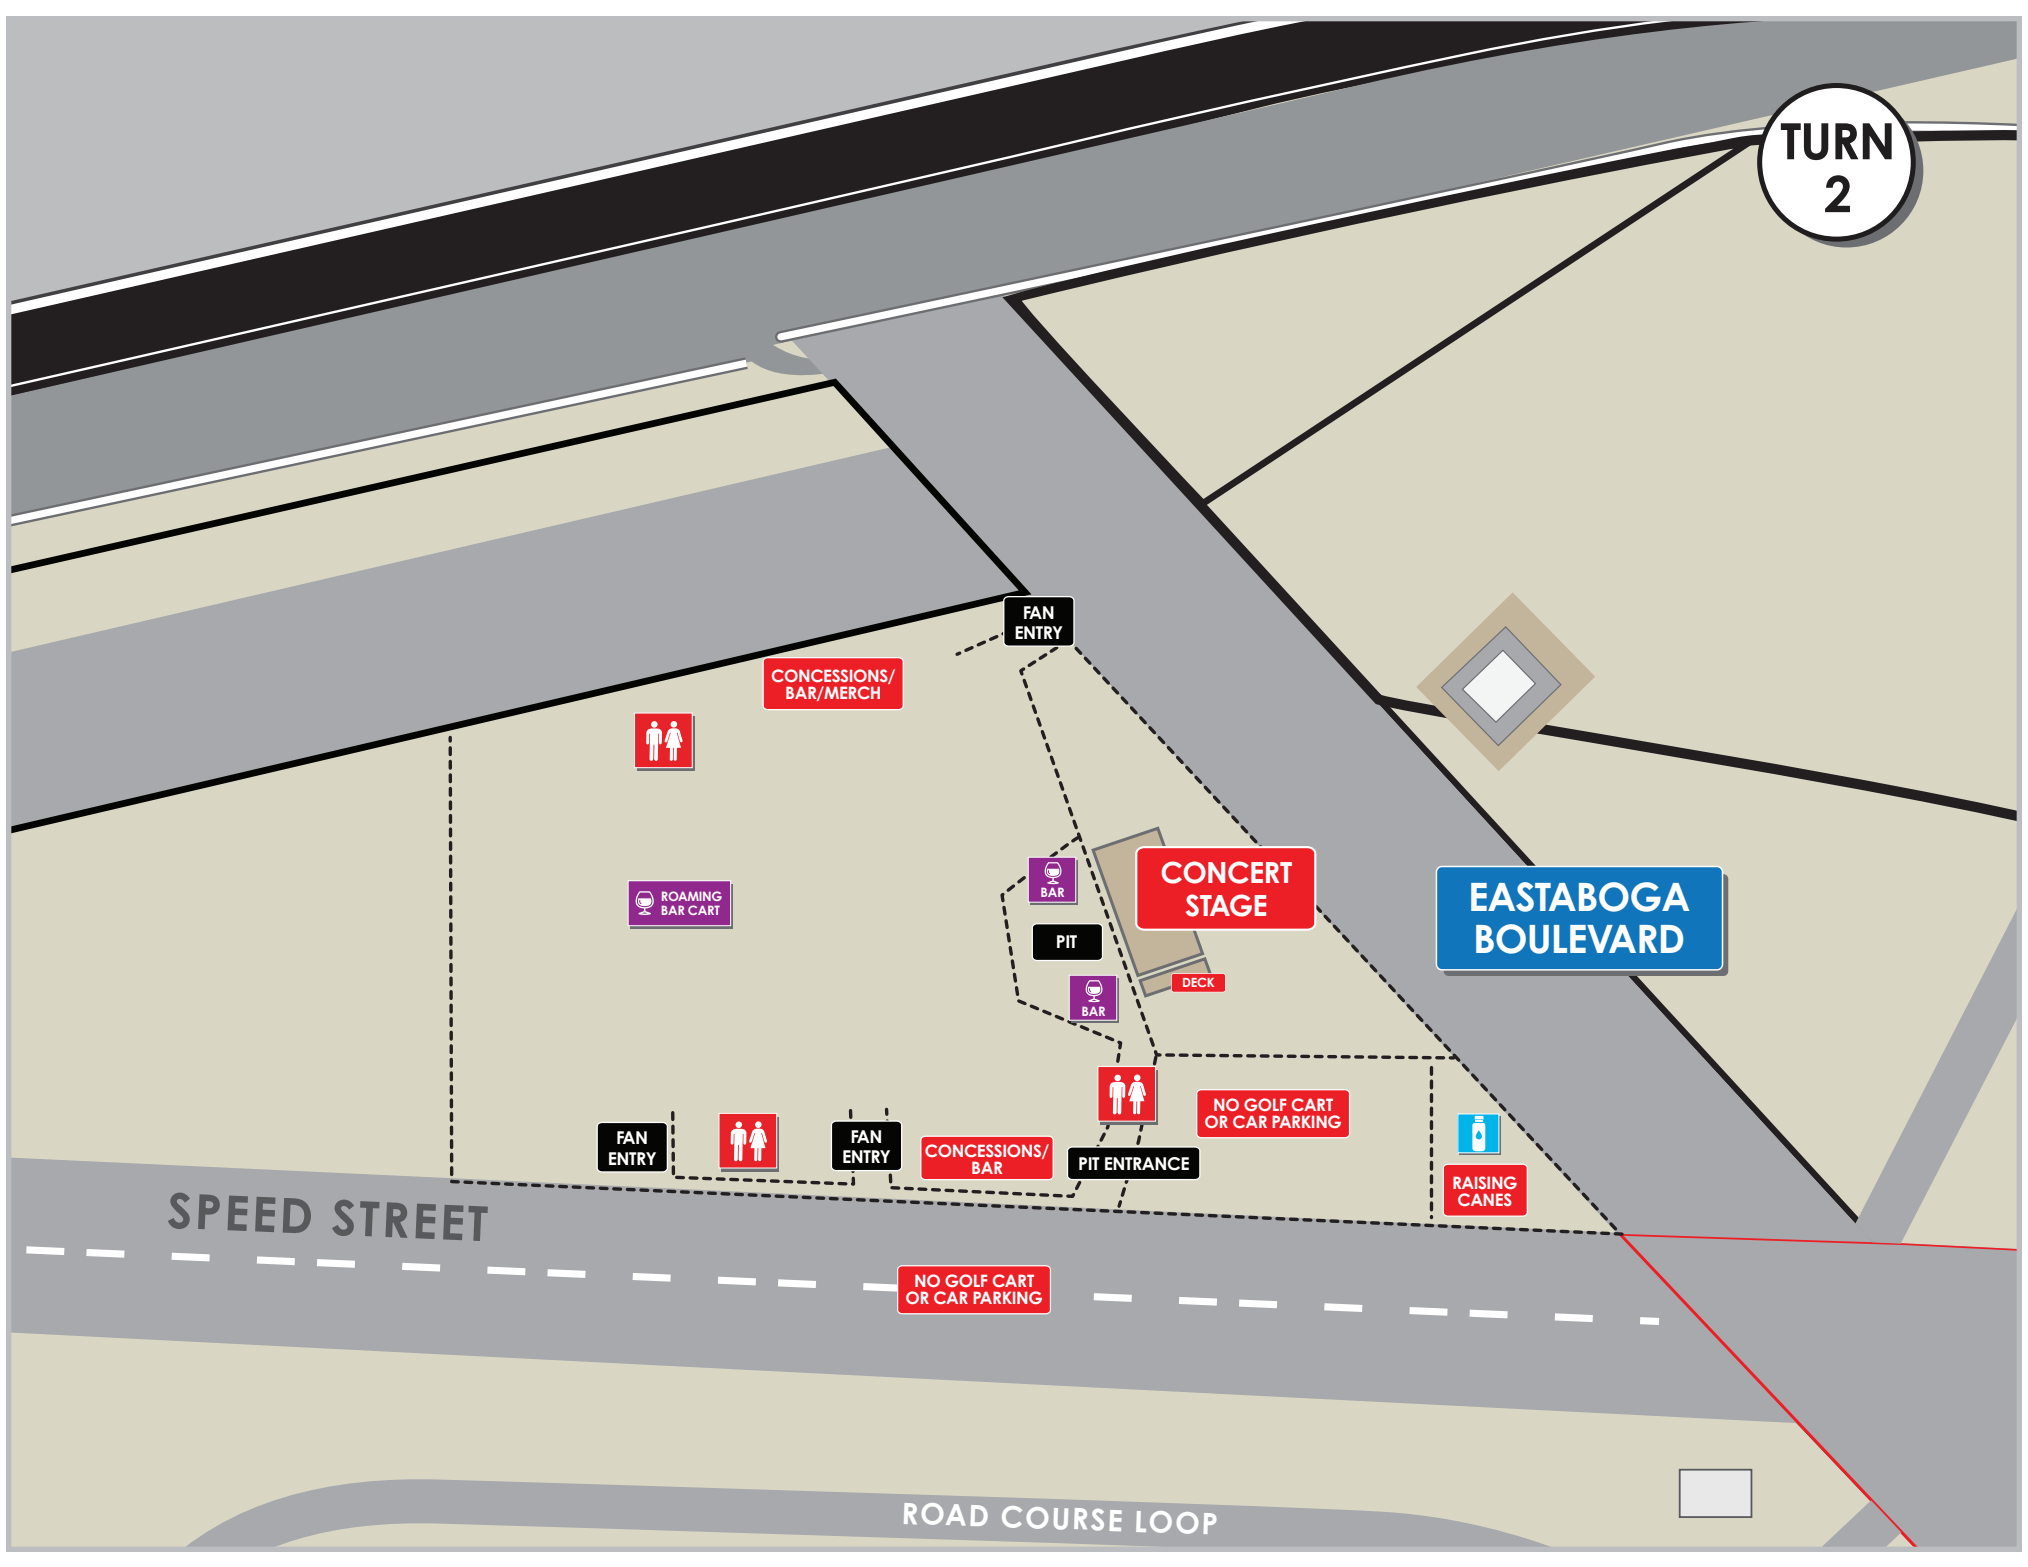 TURN
2
FAN
ENTRY
CONCESSIONS/
BAR/MERCH
BAR
CONCERT
STAGE
ROAMING
BAR CART
EASTABOGA
BOULEVARD
PIT
DECK
BAR
NO GOLF CART
OR CAR PARKING
FAN
ENTRY
FAN
ENTRY
CONCESSIONS/
BAR
PIT ENTRANCE
RAISING
CANES
SPEED STREET
NO GOLF CART
OR CAR PARKING
ROAD COURSE LOOP